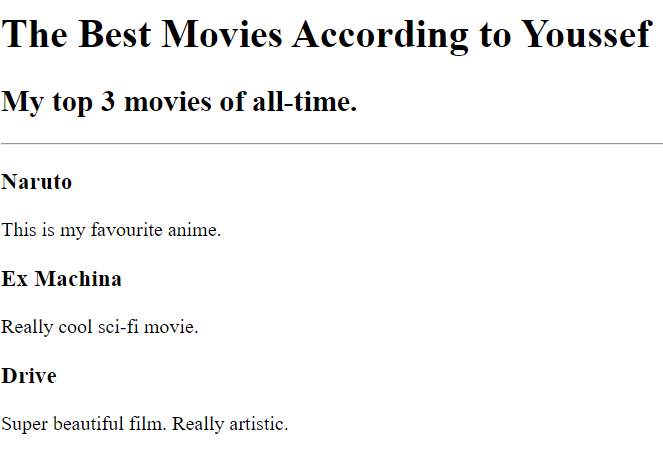 The Best Movies According to Youssef
My top 3 movies of all-time.
Naruto
This is my favourite anime.
Ex Machina
Really cool sci-fi movie.
Drive
Super beautiful film. Really artistic.